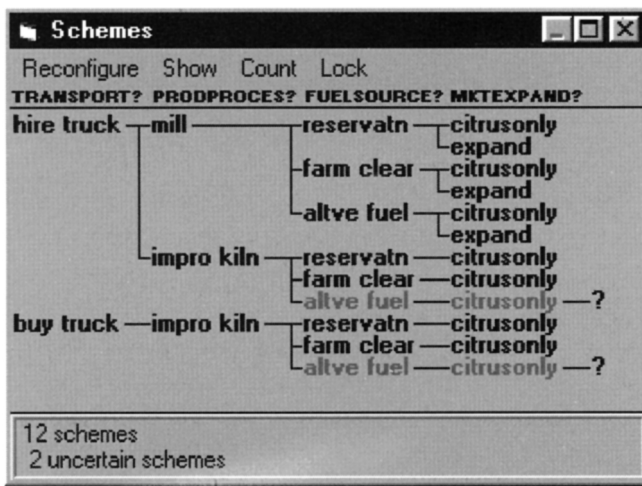 Schemes
Reconfigure Show Count Lock
TRANSPORT? PRODPROCES? FUELSOURCE? MKTEXPAND?
hire truck mill reservatn citrusonly
expand
farm clear citrusonly
expand
altve fuel citrusonly
expand
impro kiln reservatn citrusonly
farm clear citrusonly
altve fuel citrusonly ?
buy truck impro kiln reservatn citrusonly
farm clear citrusonly
altve fuel citrusonly ?
12 schemes
2 uncertain schemes